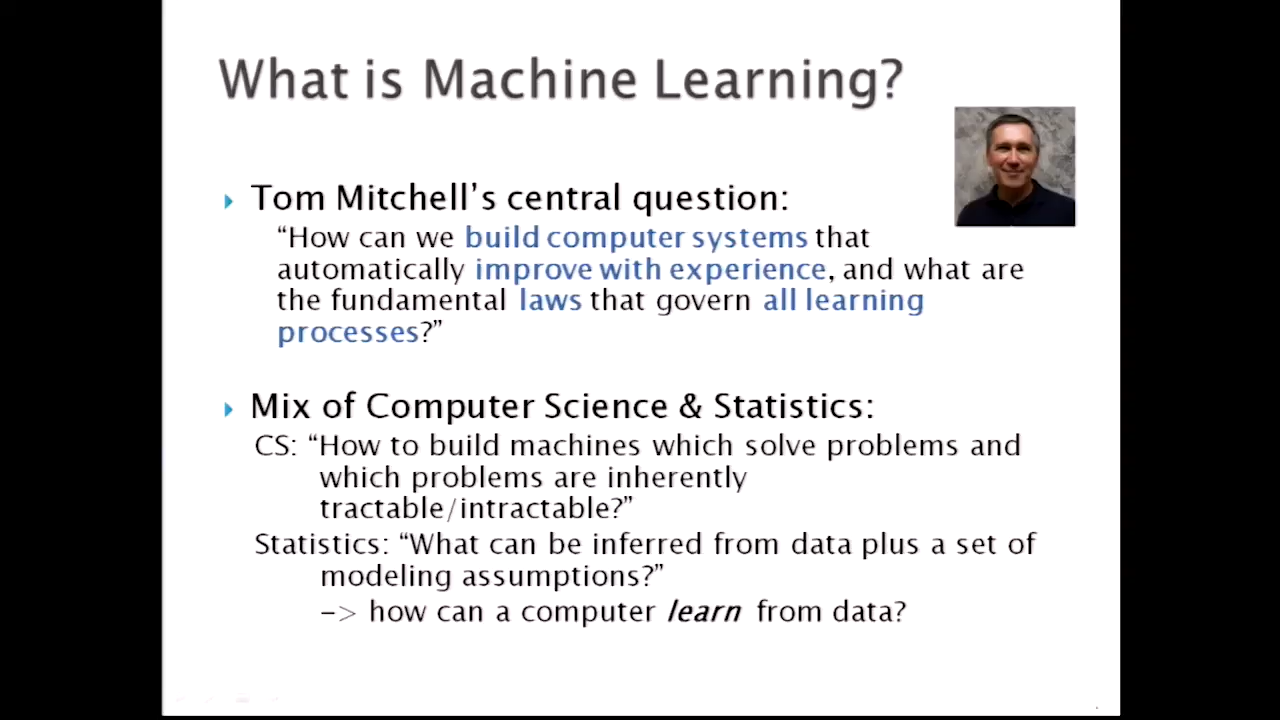 What is Machine Learning?
Tom Mitchell’s central question:
“How can we build computer systems that
automatically improve with experience, and what are
the fundamental laws that govern all learning
processes?”
Mix of Computer Science & Statistics:
CS: “How to build machines which solve problems and
which problems are inherently
tractable/intractable?”
Statistics: “What can be inferred from data plus a set of
modeling assumptions?”
–> how can a computer learn from data?